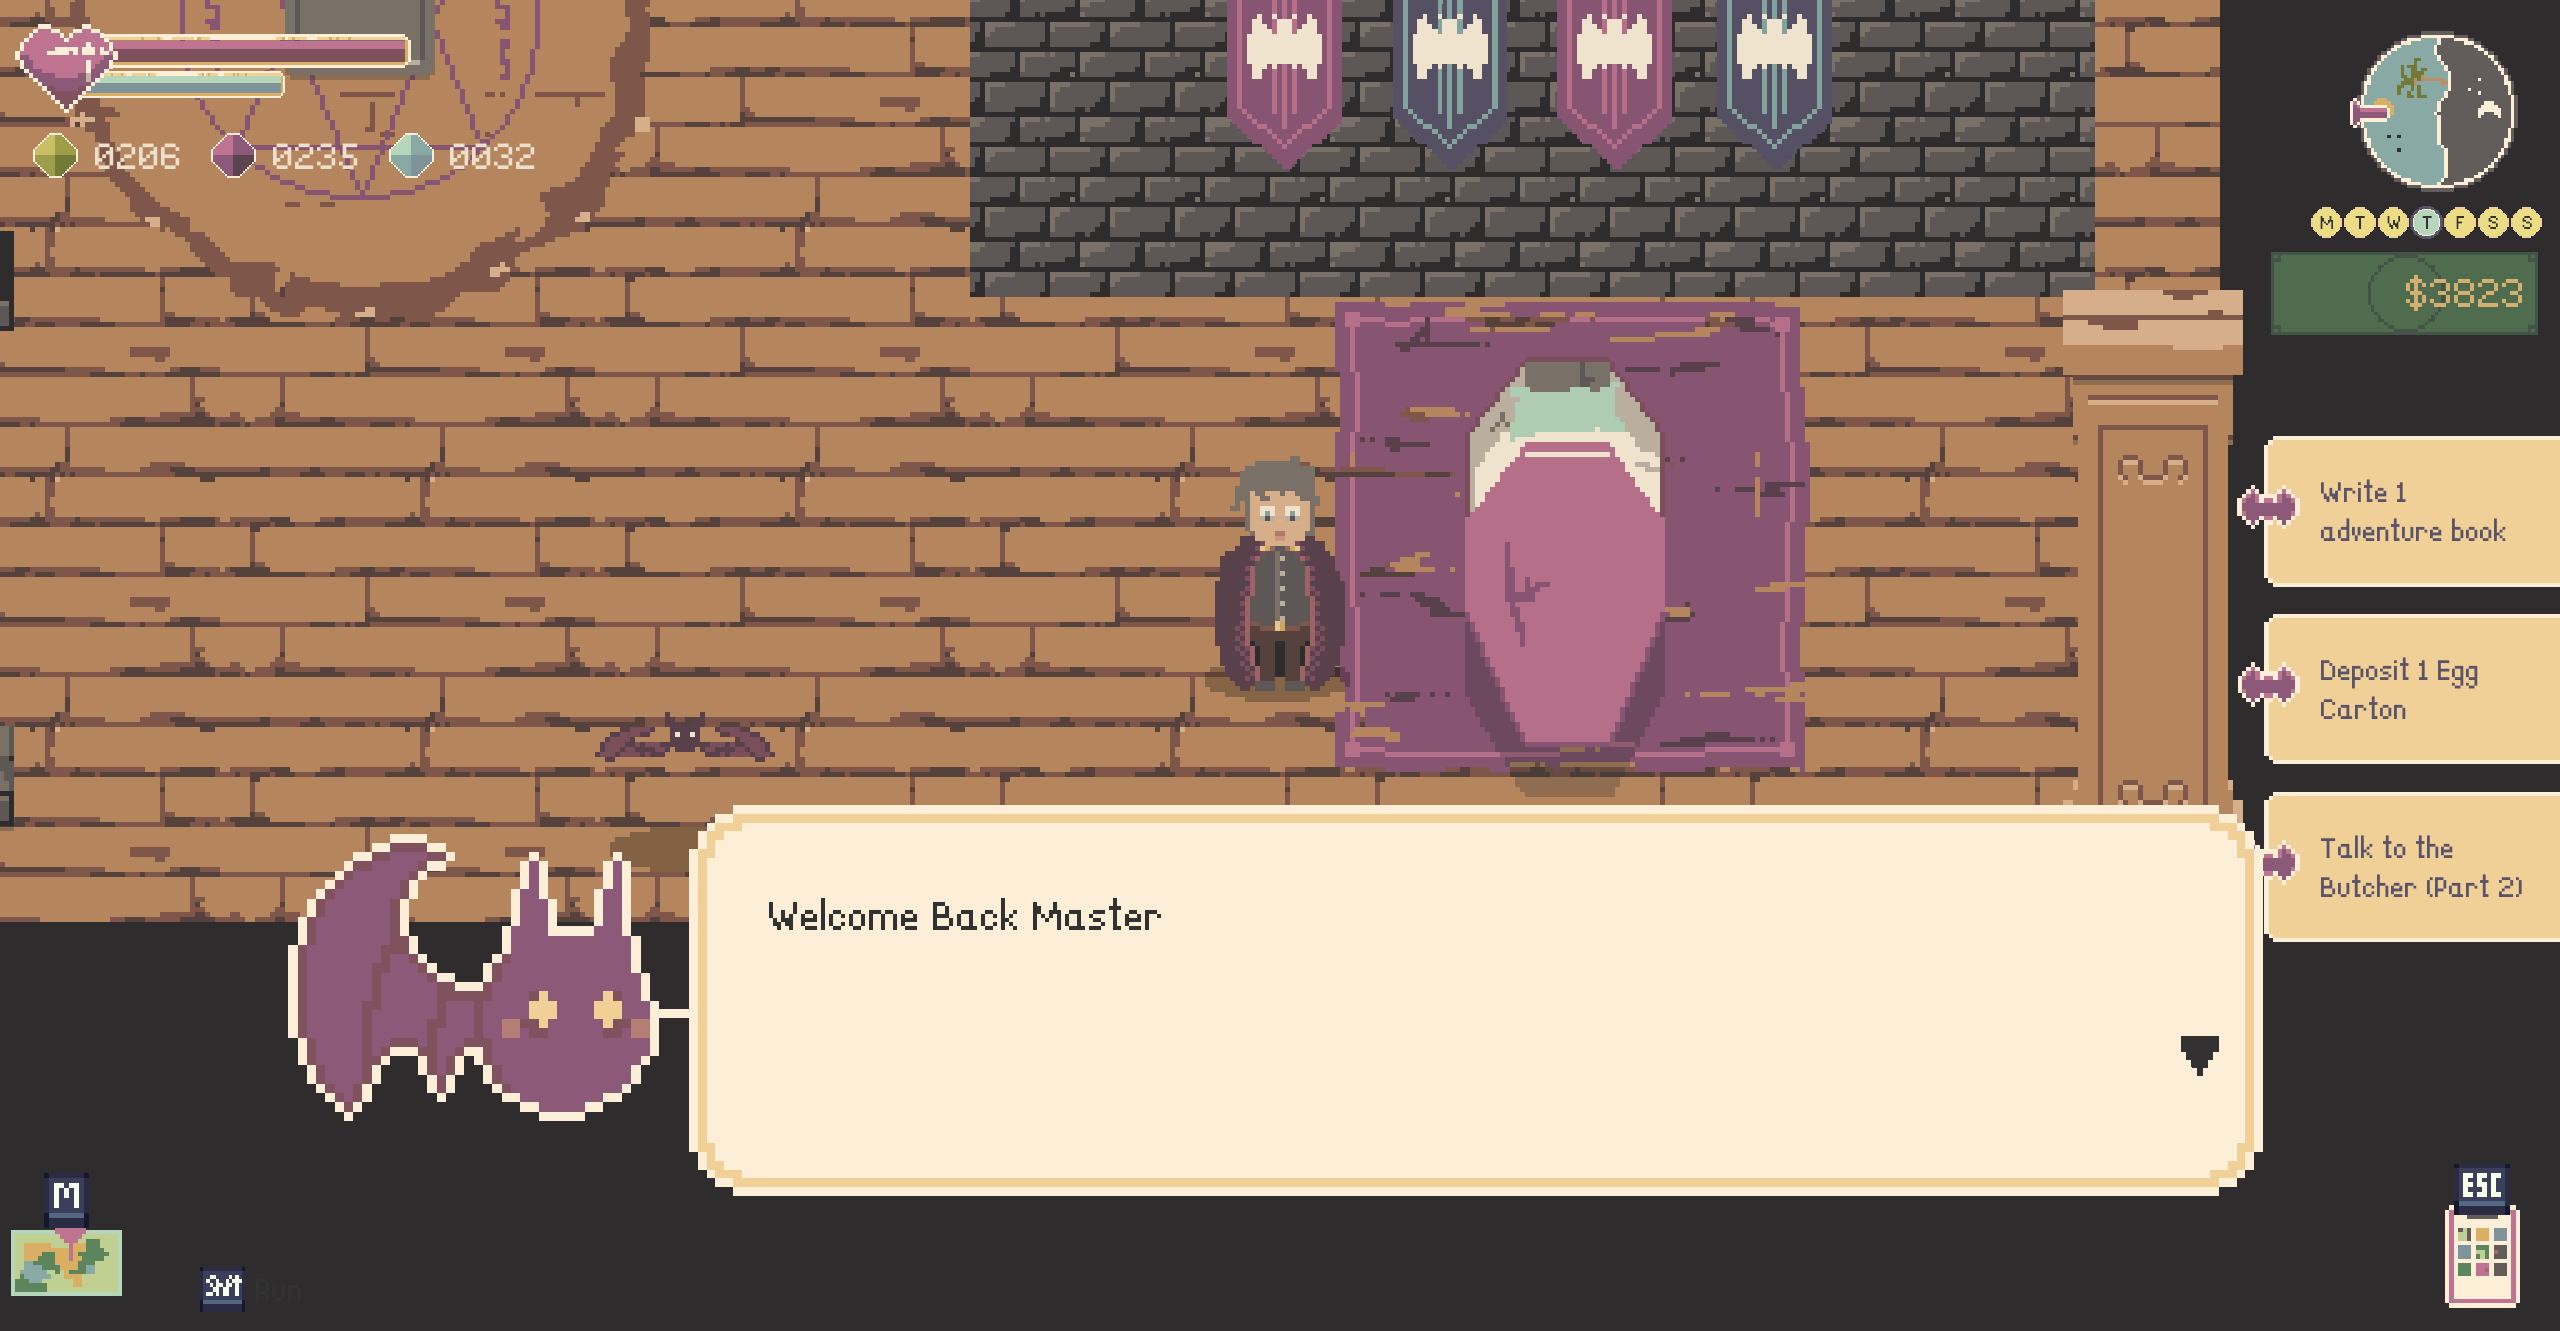 0206 0235 0032
M T W T F S S
$3823
Write 1
adventure book
Deposit 1 Egg
Carton
Talk to the
Butcher (Part 2)
Welcome Back Master
M
ESC
Run